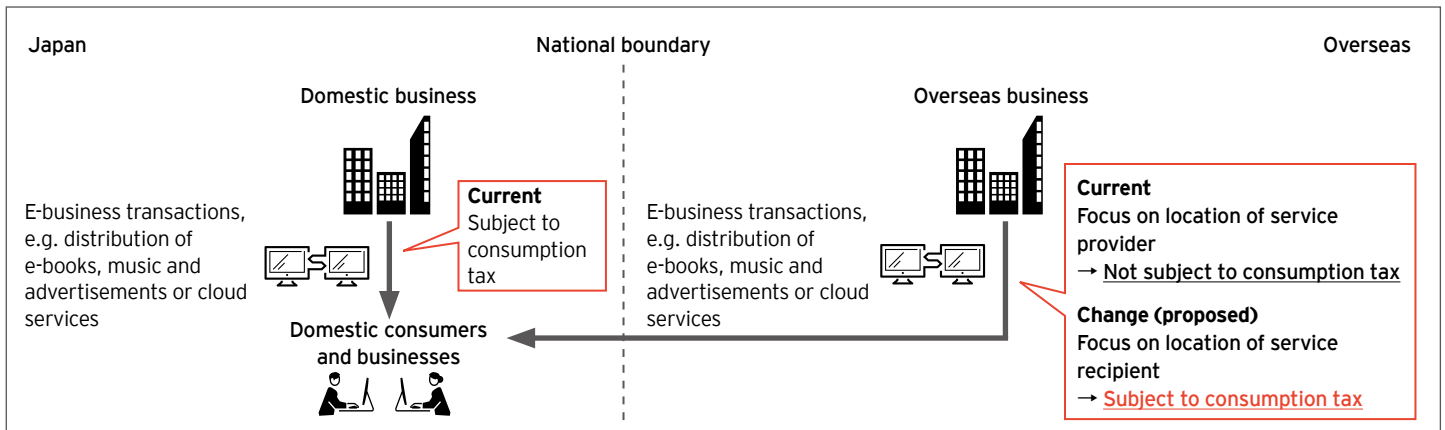 Japan
National boundary
Overseas
Domestic business
Overseas business
E-business transactions,
e.g. distribution of
e-books, music and
advertisements or cloud
services
Current
Subject to
consumption
tax
Domestic consumers
and businesses
E-business transactions,
e.g. distribution of
e-books, music and
advertisements or cloud
services
Current
Focus on location of service
provider
→ Not subject to consumption tax
Change (proposed)
Focus on location of service
recipient
→ Subject to consumption tax